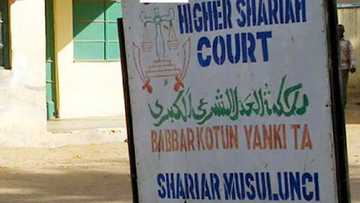 HIGHER SHARIAH
COURT
محكمة العدل الشرعي الكبرى
BABBAR KOTUN YANKI TA
SHARIAR MUSULUNCI